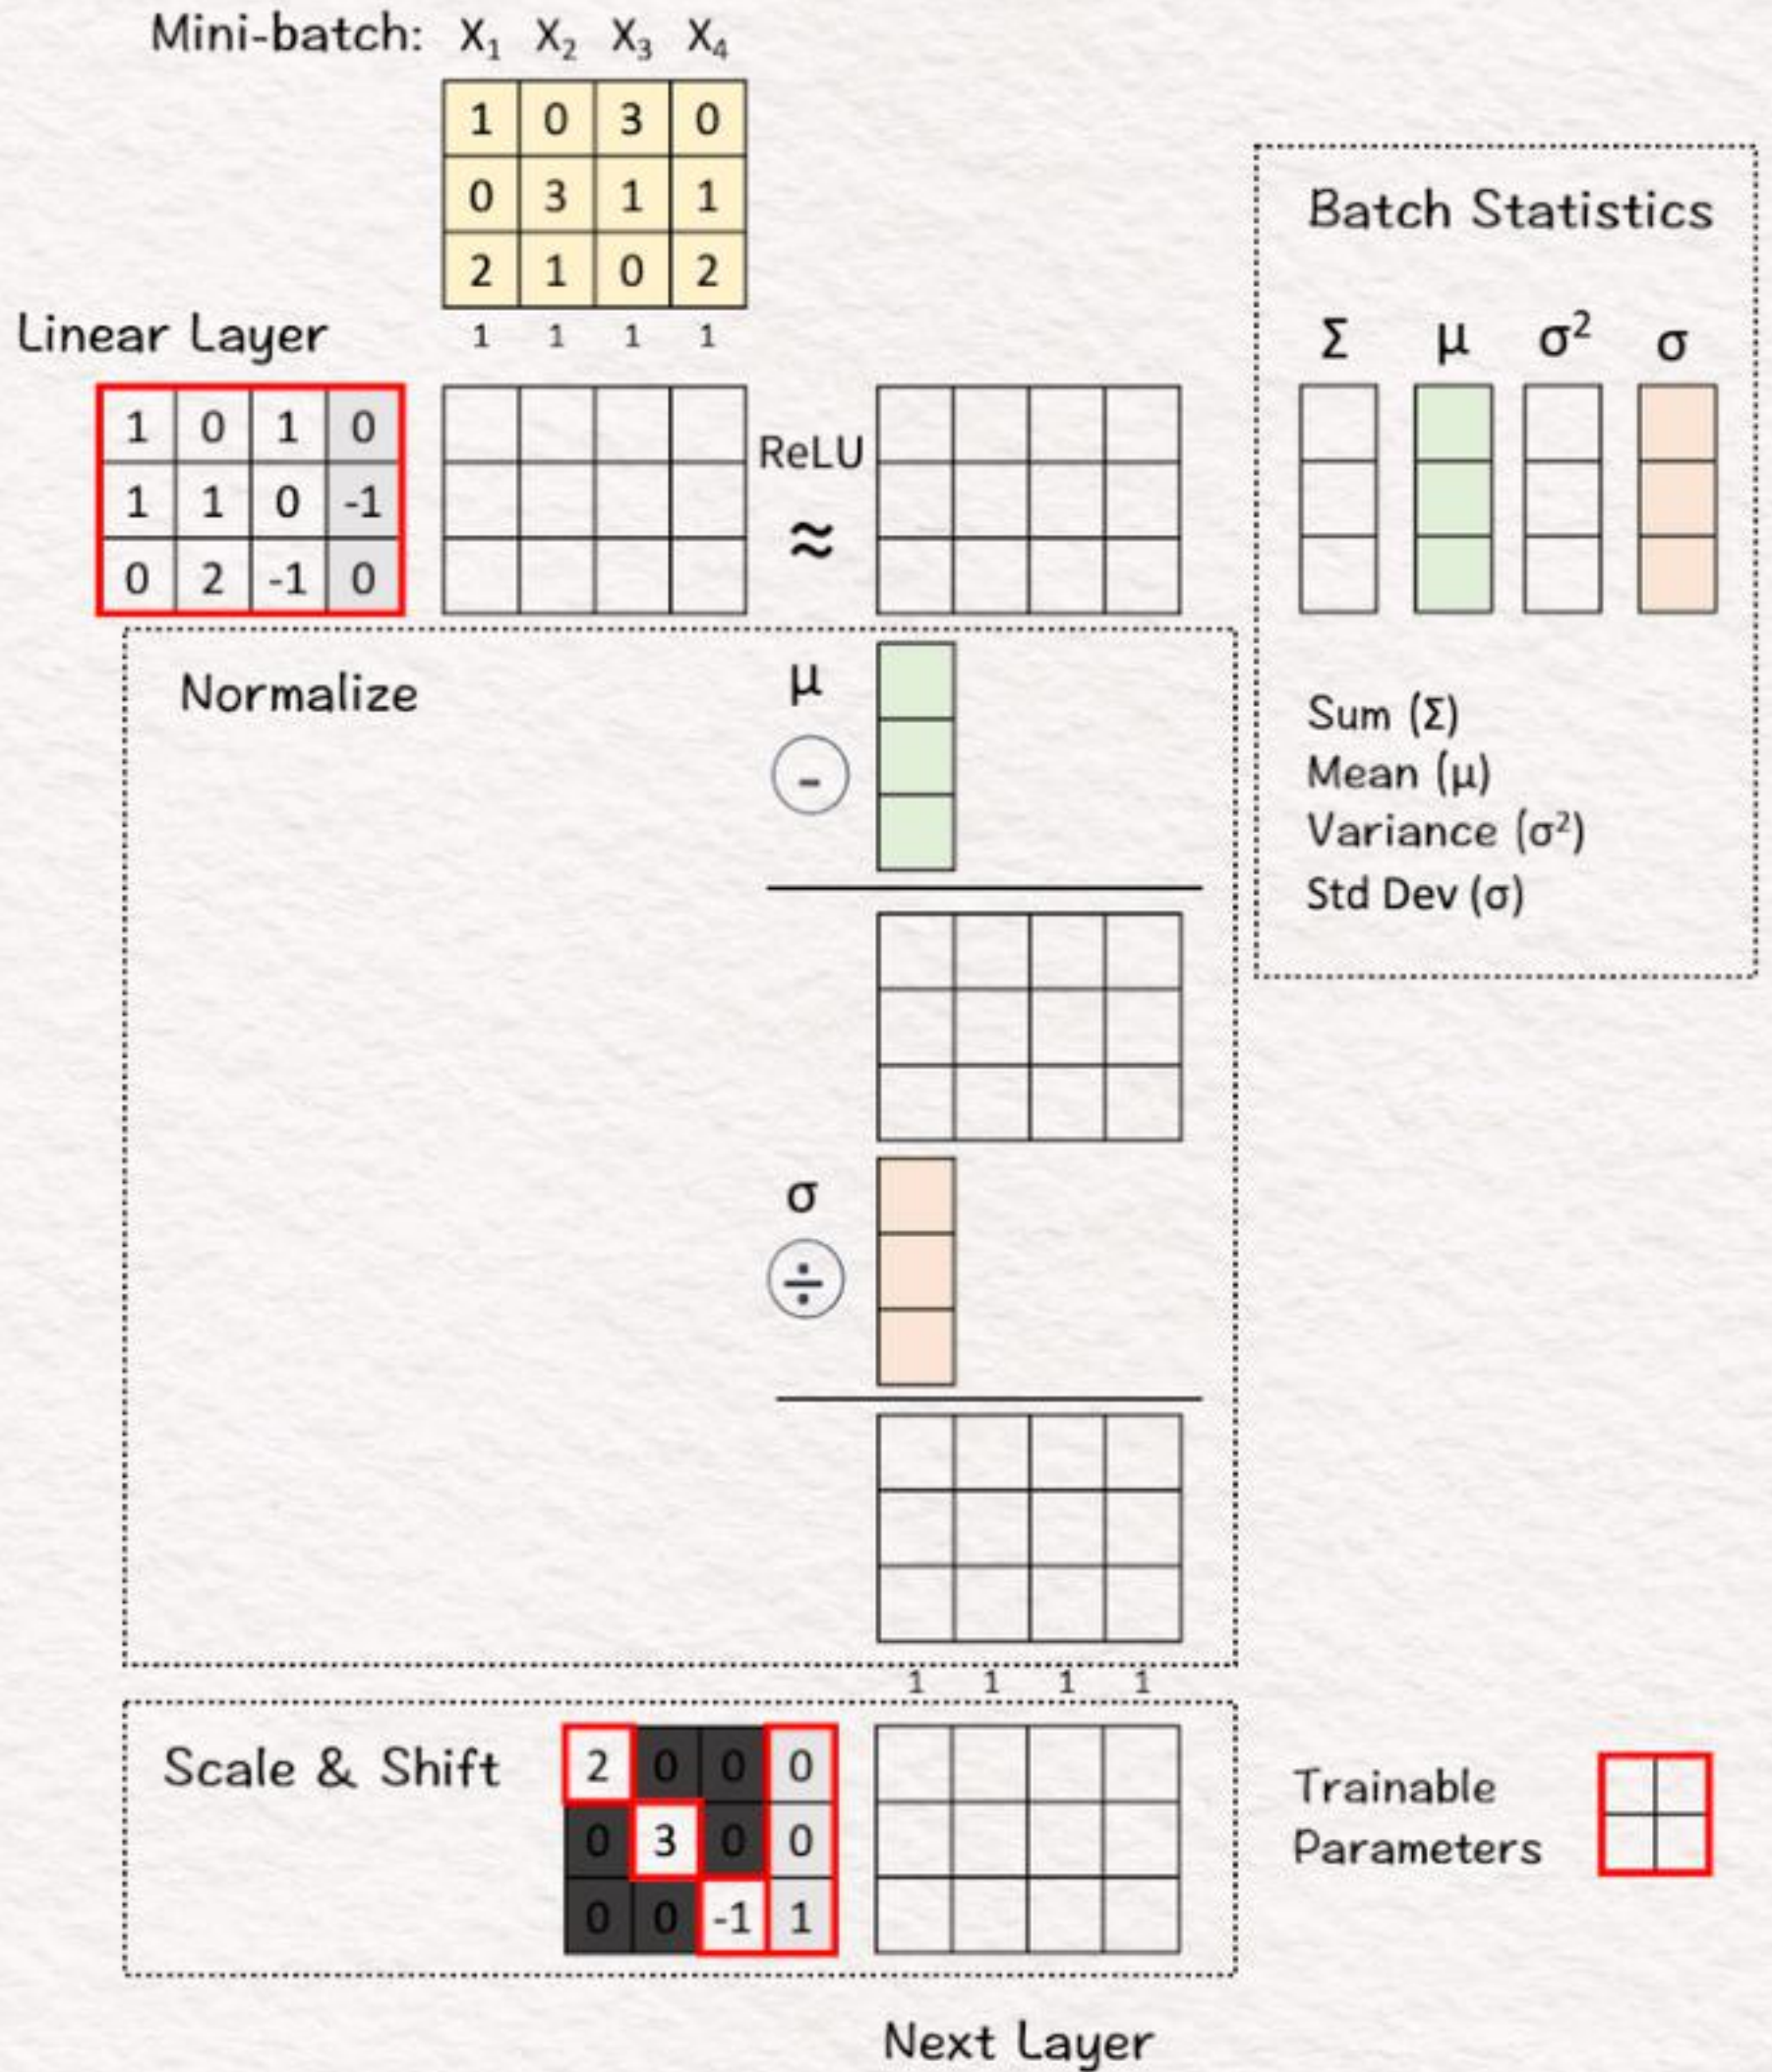 Mini-batch: X₁ X₂ X₃ X₄
1 0 3 0
0 3 1 1
2 1 0 2
1 1 1 1
Linear Layer
1 0 1 0
1 1 0 -1
0 2 -1 0
ReLU
≈
Batch Statistics
Σ μ σ² σ
Sum (Σ)
Mean (μ)
Variance (σ²)
Std Dev (σ)
Normalize
μ
-
σ
÷
1 1 1 1
Scale & Shift
2 0 0 0
0 3 0 0
0 0 -1 1
Trainable
Parameters
Next Layer